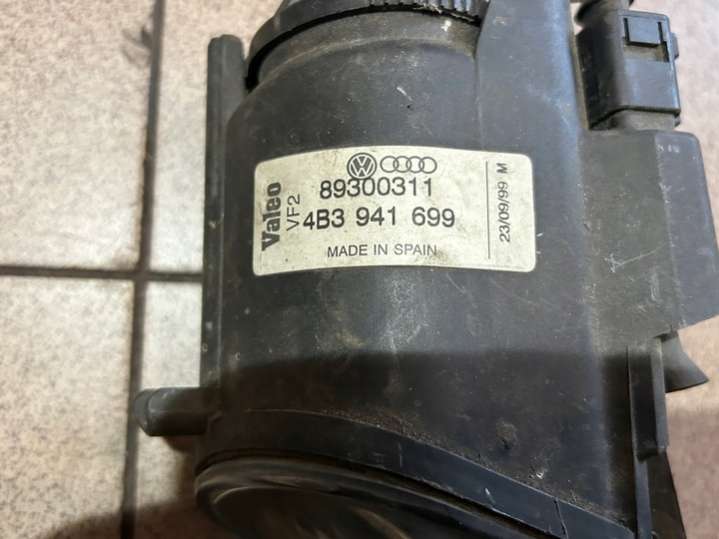 Valeo
VF2
89300311
4B3 941 699
MADE IN SPAIN
23/09/99 M